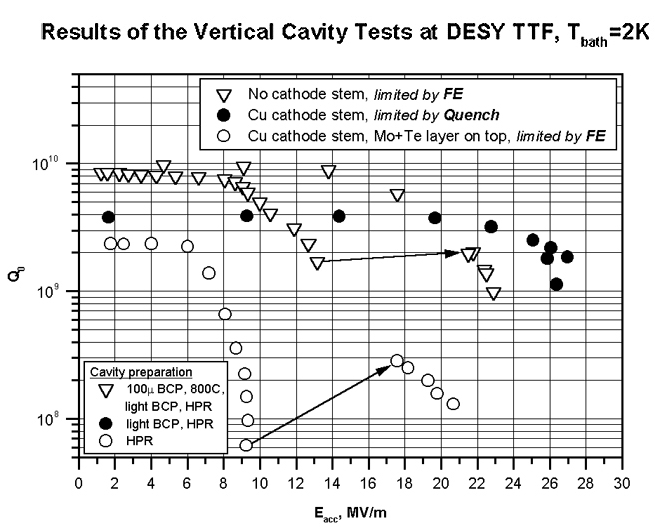 Results of the Vertical Cavity Tests at DESY TTF, Tbath=2K
No cathode stem, limited by FE
Cu cathode stem, limited by Quench
Cu cathode stem, Mo+Te layer on top, limited by FE
10^10
10^9
10^8
Q0
Cavity preparation
100μ BCP, 800C,
light BCP, HPR
light BCP, HPR
HPR
0 2 4 6 8 10 12 14 16 18 20 22 24 26 28 30
Eacc, MV/m